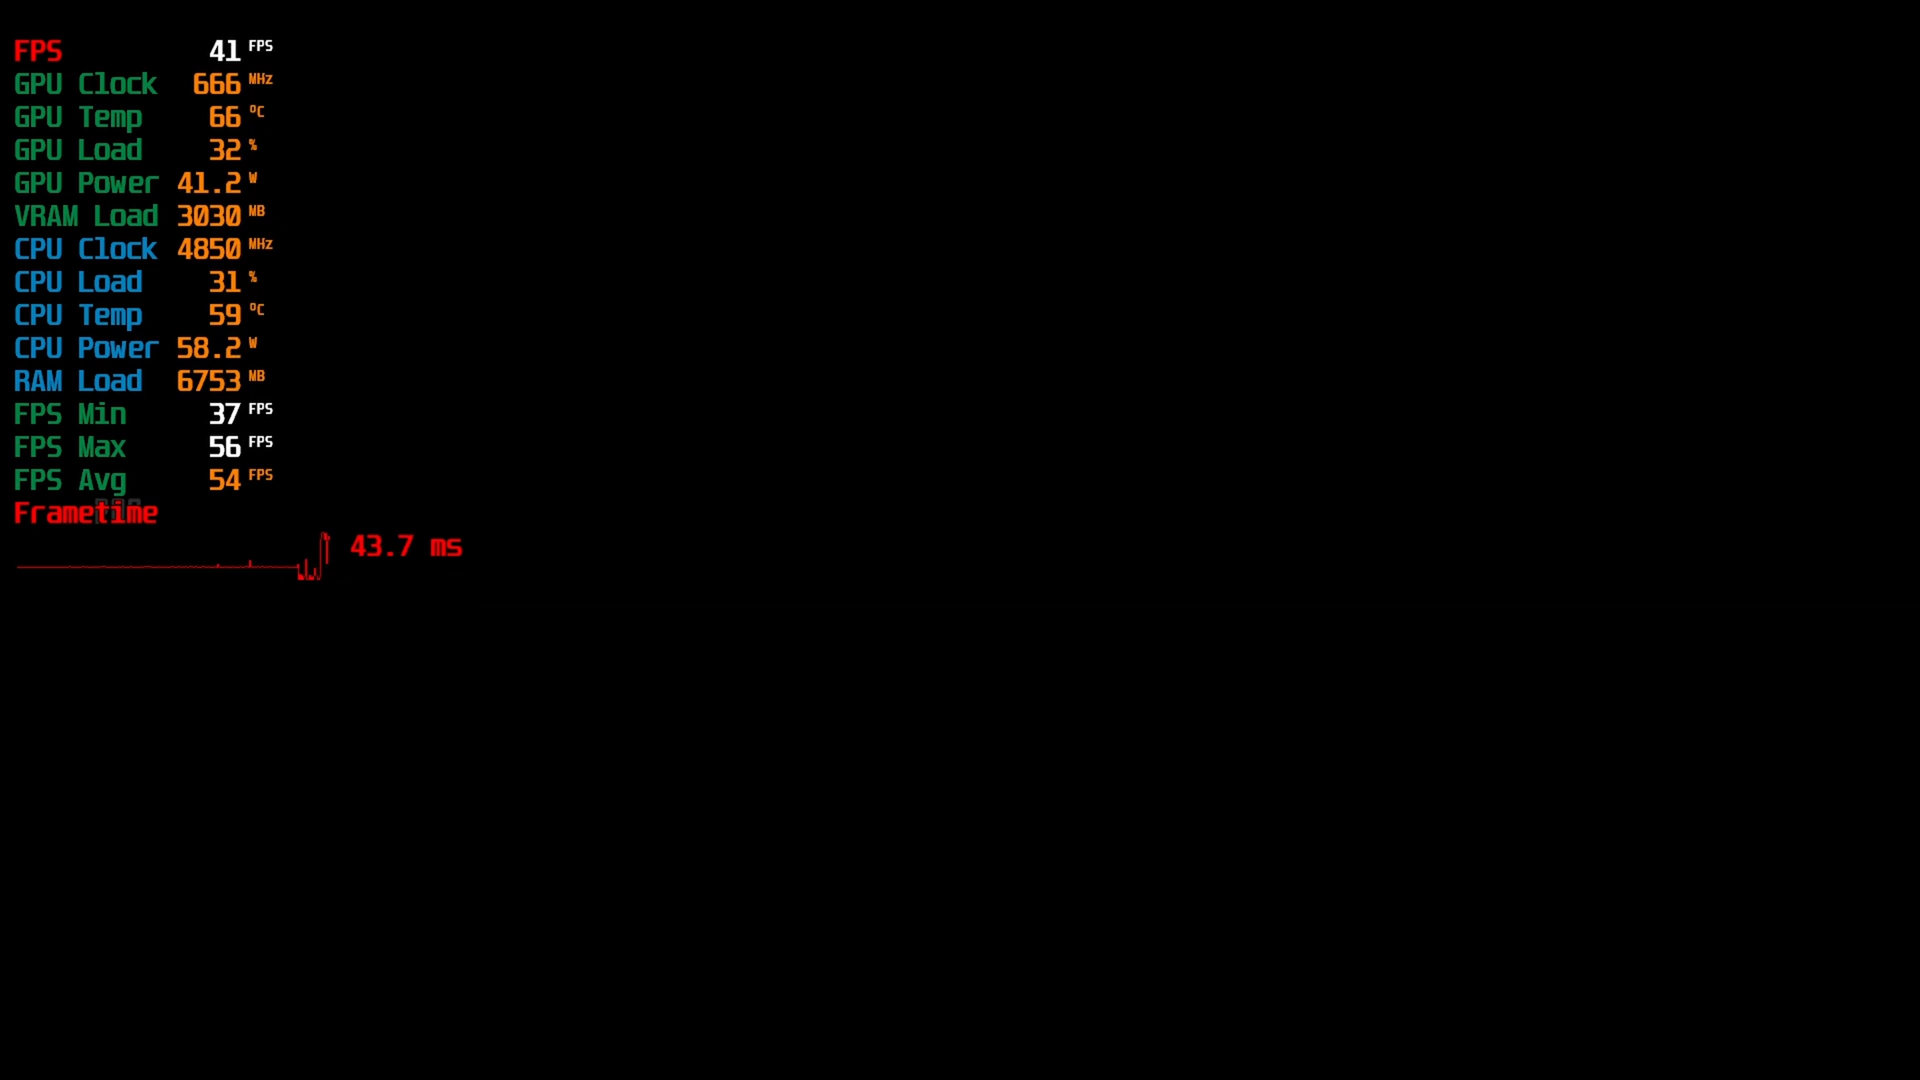 FPS 41 FPS
GPU Clock 666 MHz
GPU Temp 66 °C
GPU Load 32 %
GPU Power 41.2 W
VRAM Load 3030 MB
CPU Clock 4850 MHz
CPU Load 31 %
CPU Temp 59 °C
CPU Power 58.2 W
RAM Load 6753 MB
FPS Min 37 FPS
FPS Max 56 FPS
FPS Avg 54 FPS
Frametime
43.7 ms